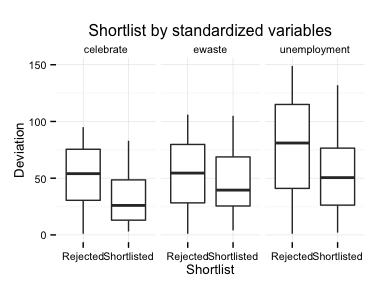 Shortlist by standardized variables
celebrate ewaste unemployment
150
100
50
0
Deviation
Rejected Shortlisted Rejected Shortlisted Rejected Shortlisted
Shortlist